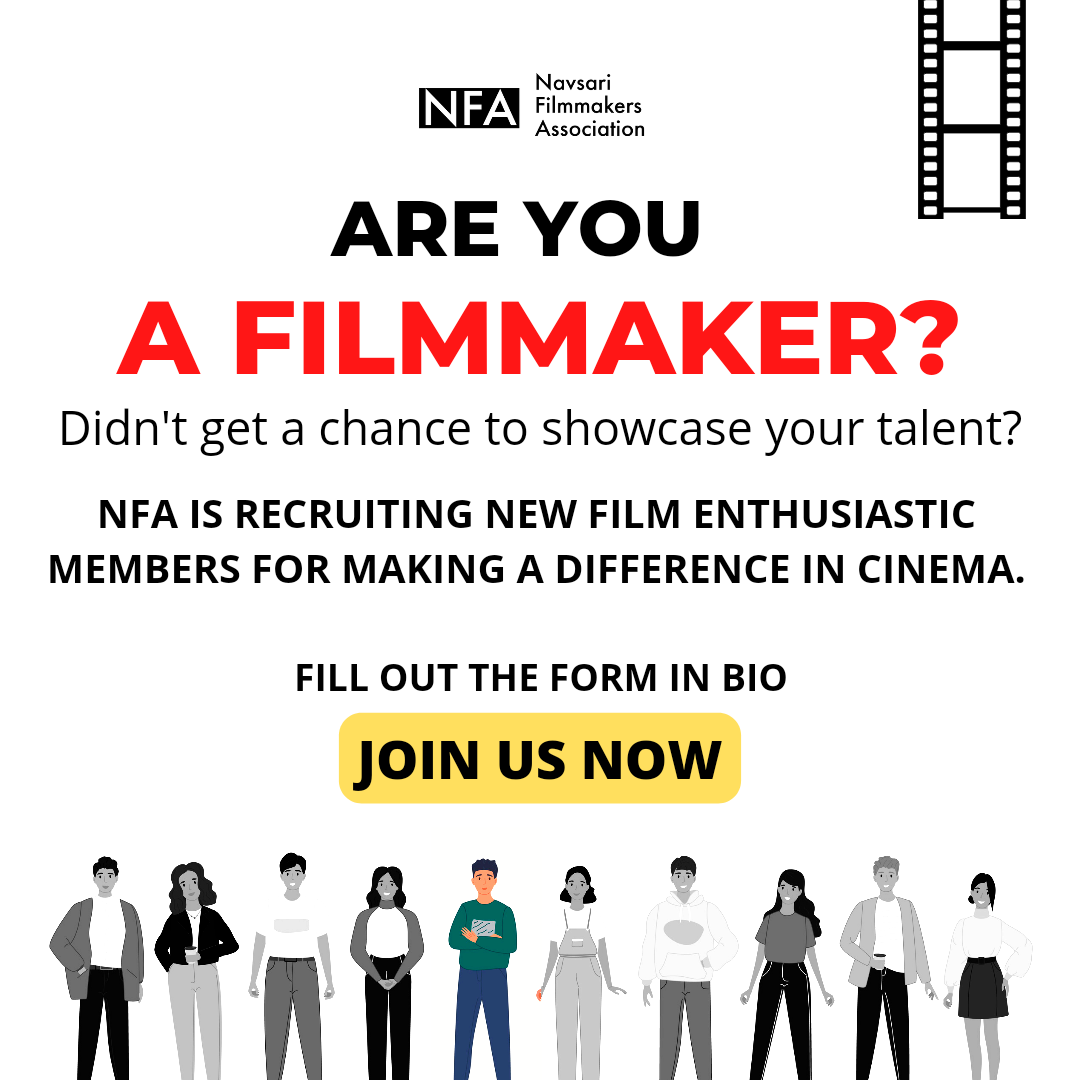 NFA
Navsari
Filmmakers
Association
ARE YOU
A FILMMAKER?
Didn't get a chance to showcase your talent?
NFA IS RECRUITING NEW FILM ENTHUSIASTIC
MEMBERS FOR MAKING A DIFFERENCE IN CINEMA.
FILL OUT THE FORM IN BIO
JOIN US NOW